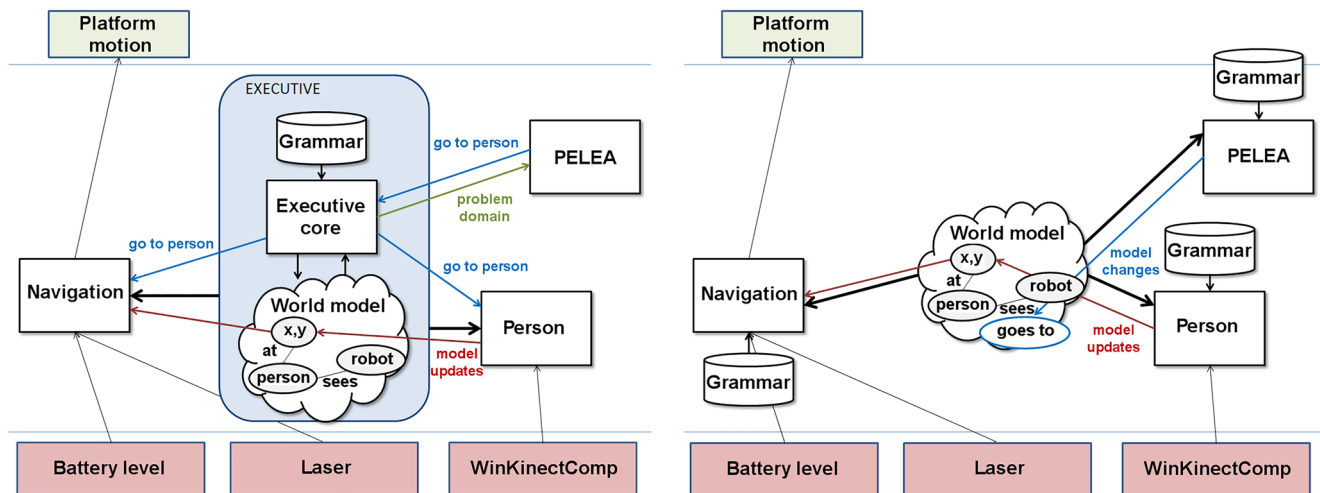 Platform
motion
EXECUTIVE
Grammar
go to person
PELEA
Executive
core
problem
domain
go to person
go to person
Navigation
World model
x,y
at
person
sees
robot
Person
model
updates
Battery level
Laser
WinKinectComp
Platform
motion
Grammar
PELEA
World model
x,y
at
person
sees
robot
goes to
model
changes
Grammar
Navigation
Person
model
updates
Grammar
Battery level
Laser
WinKinectComp